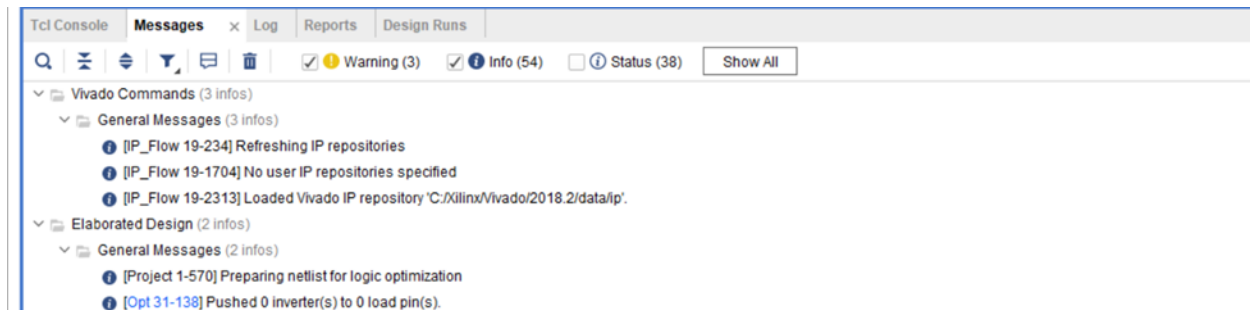 Tcl Console Messages × Log Reports Design Runs
Warning (3) Info (54) Status (38) Show All
Vivado Commands (3 infos)
General Messages (3 infos)
[IP_Flow 19-234] Refreshing IP repositories
[IP_Flow 19-1704] No user IP repositories specified
[IP_Flow 19-2313] Loaded Vivado IP repository 'C:/Xilinx/Vivado/2018.2/data/ip'.
Elaborated Design (2 infos)
General Messages (2 infos)
[Project 1-570] Preparing netlist for logic optimization
[Opt 31-138] Pushed 0 inverter(s) to 0 load pin(s).